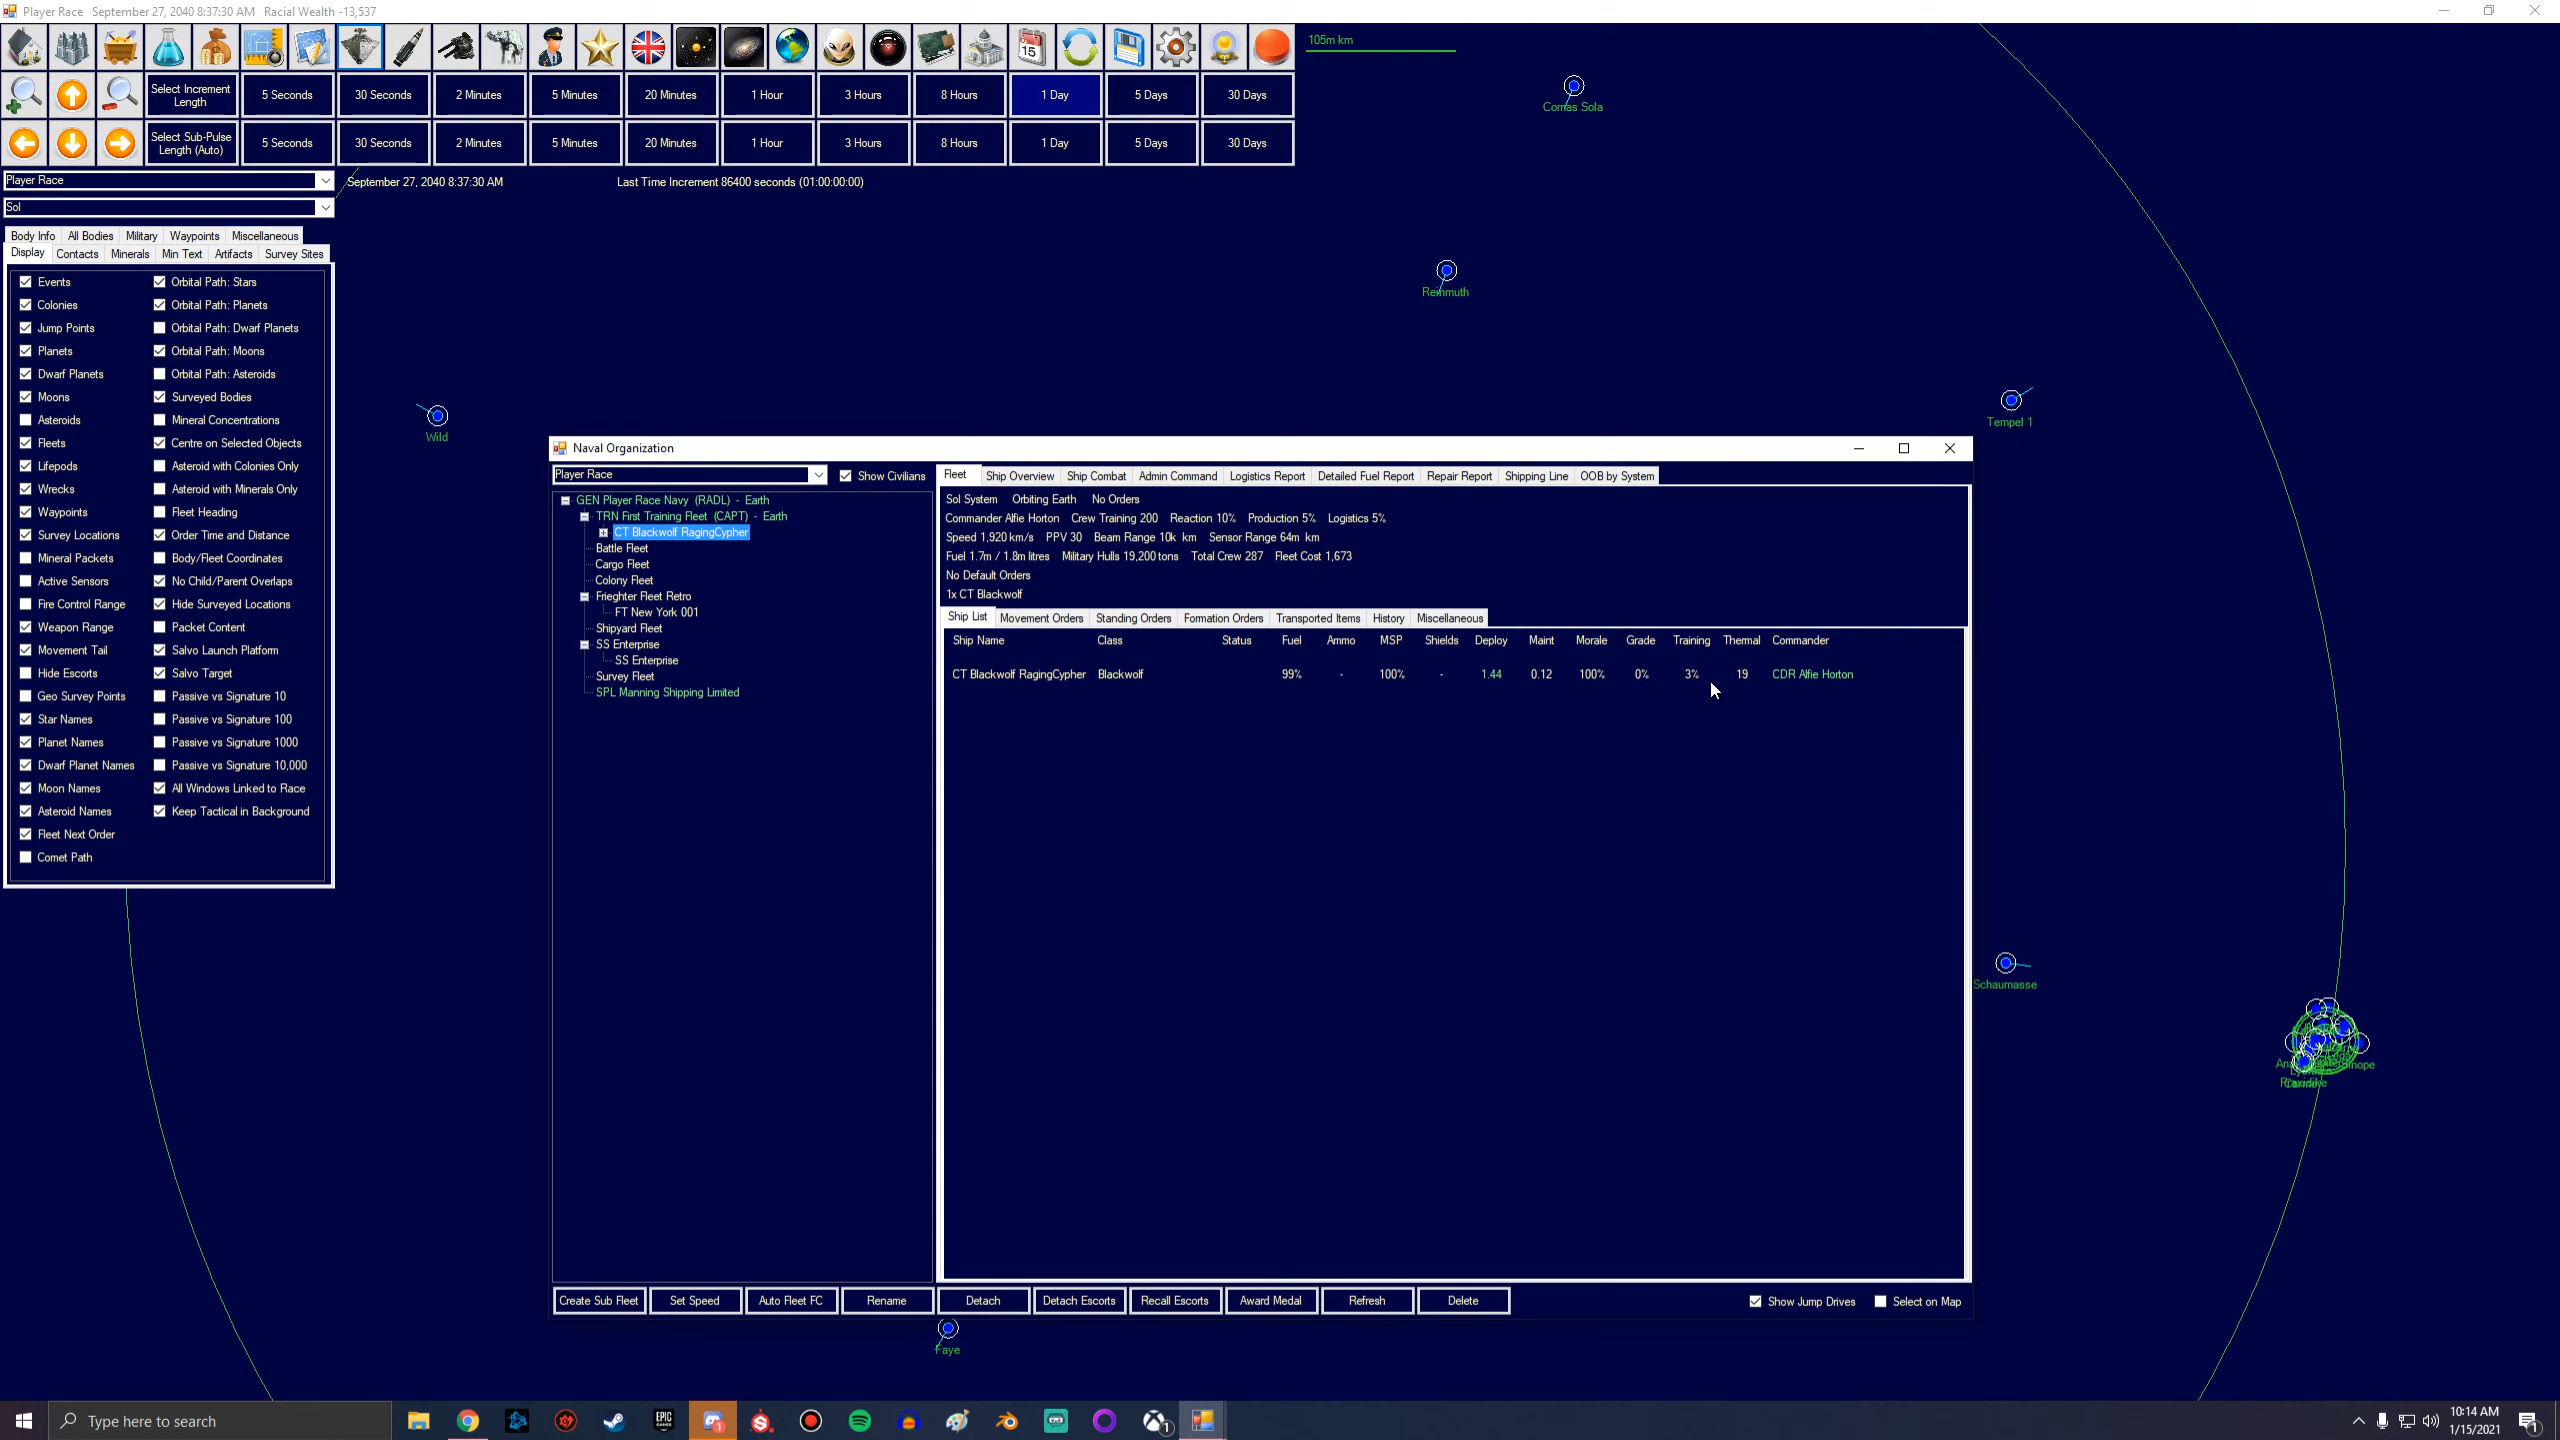 Player Race   September 27, 2040 8:37:30 AM   Racial Wealth -13,537
105m km
Select Increment Length
5 Seconds
30 Seconds
2 Minutes
5 Minutes
20 Minutes
1 Hour
3 Hours
8 Hours
1 Day
5 Days
30 Days
Select Sub-Pulse Length (Auto)
5 Seconds
30 Seconds
2 Minutes
5 Minutes
20 Minutes
1 Hour
3 Hours
8 Hours
1 Day
5 Days
30 Days
Player Race
September 27, 2040 8:37:30 AM
Last Time Increment 86400 seconds (01:00:00:00)
Sol
Body Info   All Bodies   Military   Waypoints   Miscellaneous
Display   Contacts   Minerals   Min Text   Artifacts   Survey Sites
Events   Orbital Path: Stars
Colonies   Orbital Path: Planets
Jump Points   Orbital Path: Dwarf Planets
Planets   Orbital Path: Moons
Dwarf Planets   Orbital Path: Asteroids
Moons   Surveyed Bodies
Asteroids   Mineral Concentrations
Fleets   Centre on Selected Objects
Lifepods   Asteroid with Colonies Only
Wrecks   Asteroid with Minerals Only
Waypoints   Fleet Heading
Survey Locations   Order Time and Distance
Mineral Packets   Body/Fleet Coordinates
Active Sensors   No Child/Parent Overlaps
Fire Control Range   Hide Surveyed Locations
Weapon Range   Packet Content
Movement Tail   Salvo Launch Platform
Hide Escorts   Salvo Target
Geo Survey Points   Passive vs Signature 10
Star Names   Passive vs Signature 100
Planet Names   Passive vs Signature 1000
Dwarf Planet Names   Passive vs Signature 10,000
Moon Names   All Windows Linked to Race
Asteroid Names   Keep Tactical in Background
Fleet Next Order
Comet Path
Comas Sola
Reinmuth
Wild
Tempel 1
Schaumasse
Faye
Naval Organization
Player Race
Show Civilians
GEN Player Race Navy (RADL) - Earth
TRN First Training Fleet (CAPT) - Earth
CT Blackwolf RagingCypher
Battle Fleet
Cargo Fleet
Colony Fleet
Frieghter Fleet Retro
FT New York 001
Shipyard Fleet
SS Enterprise
SS Enterprise
Survey Fleet
SPL Manning Shipping Limited
Fleet   Ship Overview   Ship Combat   Admin Command   Logistics Report   Detailed Fuel Report   Repair Report   Shipping Line   OOB by System
Sol System   Orbiting Earth   No Orders
Commander Alfie Horton   Crew Training 200   Reaction 10%   Production 5%   Logistics 5%
Speed 1,920 km/s   PPV 30   Beam Range 10k km   Sensor Range 64m km
Fuel 1.7m / 1.8m litres   Military Hulls 19,200 tons   Total Crew 287   Fleet Cost 1,673
No Default Orders
1x CT Blackwolf
Ship List   Movement Orders   Standing Orders   Formation Orders   Transported Items   History   Miscellaneous
Ship Name   Class   Status   Fuel   Ammo   MSP   Shields   Deploy   Maint   Morale   Grade   Training   Thermal   Commander
CT Blackwolf RagingCypher   Blackwolf   99%   -   100%   -   1.44   0.12   100%   0%   3%   19   CDR Alfie Horton
Create Sub Fleet   Set Speed   Auto Fleet FC   Rename   Detach   Detach Escorts   Recall Escorts   Award Medal   Refresh   Delete
Show Jump Drives   Select on Map
Type here to search
10:14 AM
1/15/2021